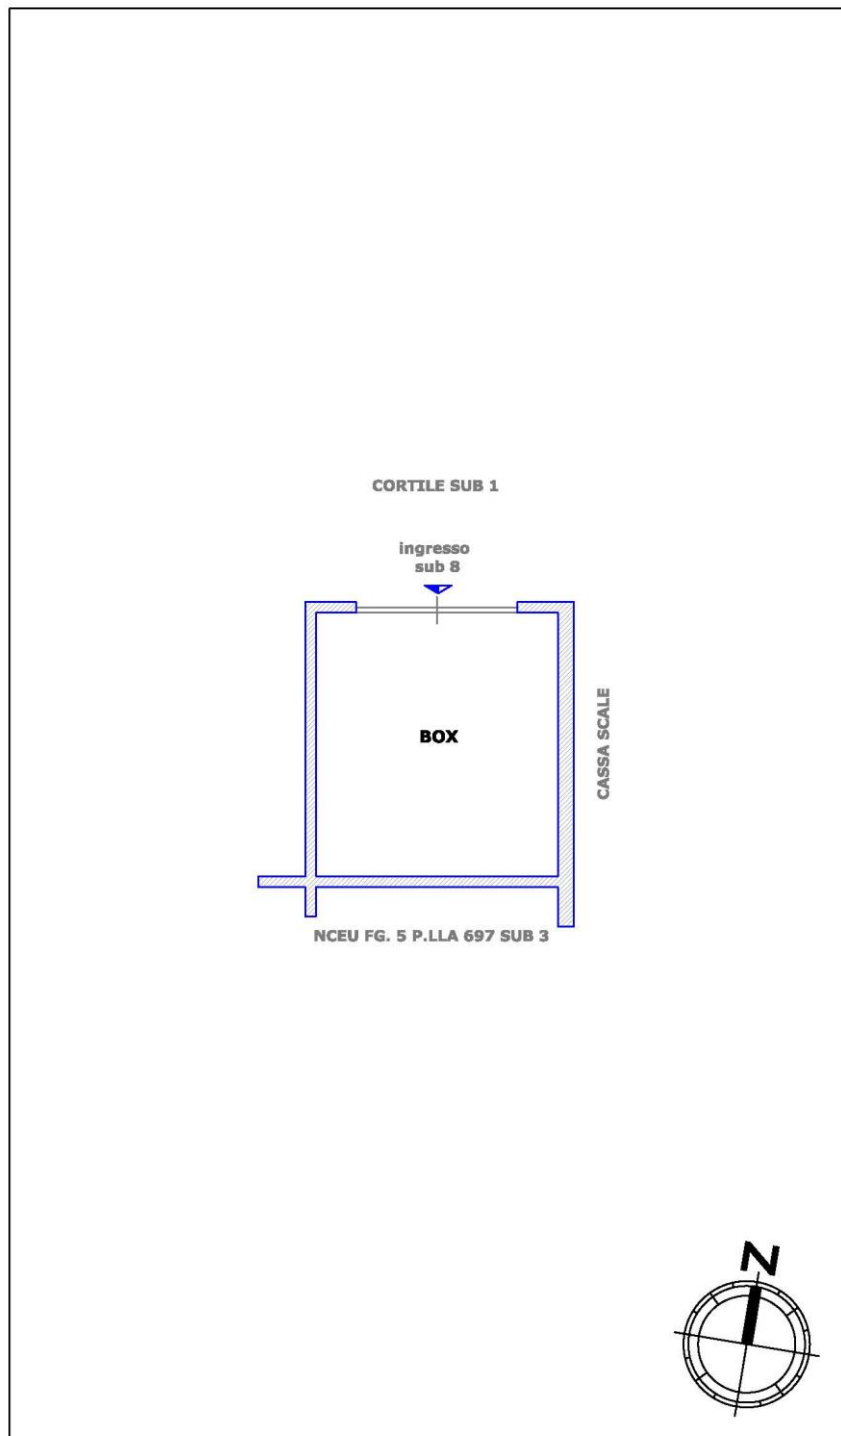 CORTILE SUB 1
ingresso
sub 8
BOX
CASSA SCALE
NCEU FG. 5 P.LLA 697 SUB 3
N